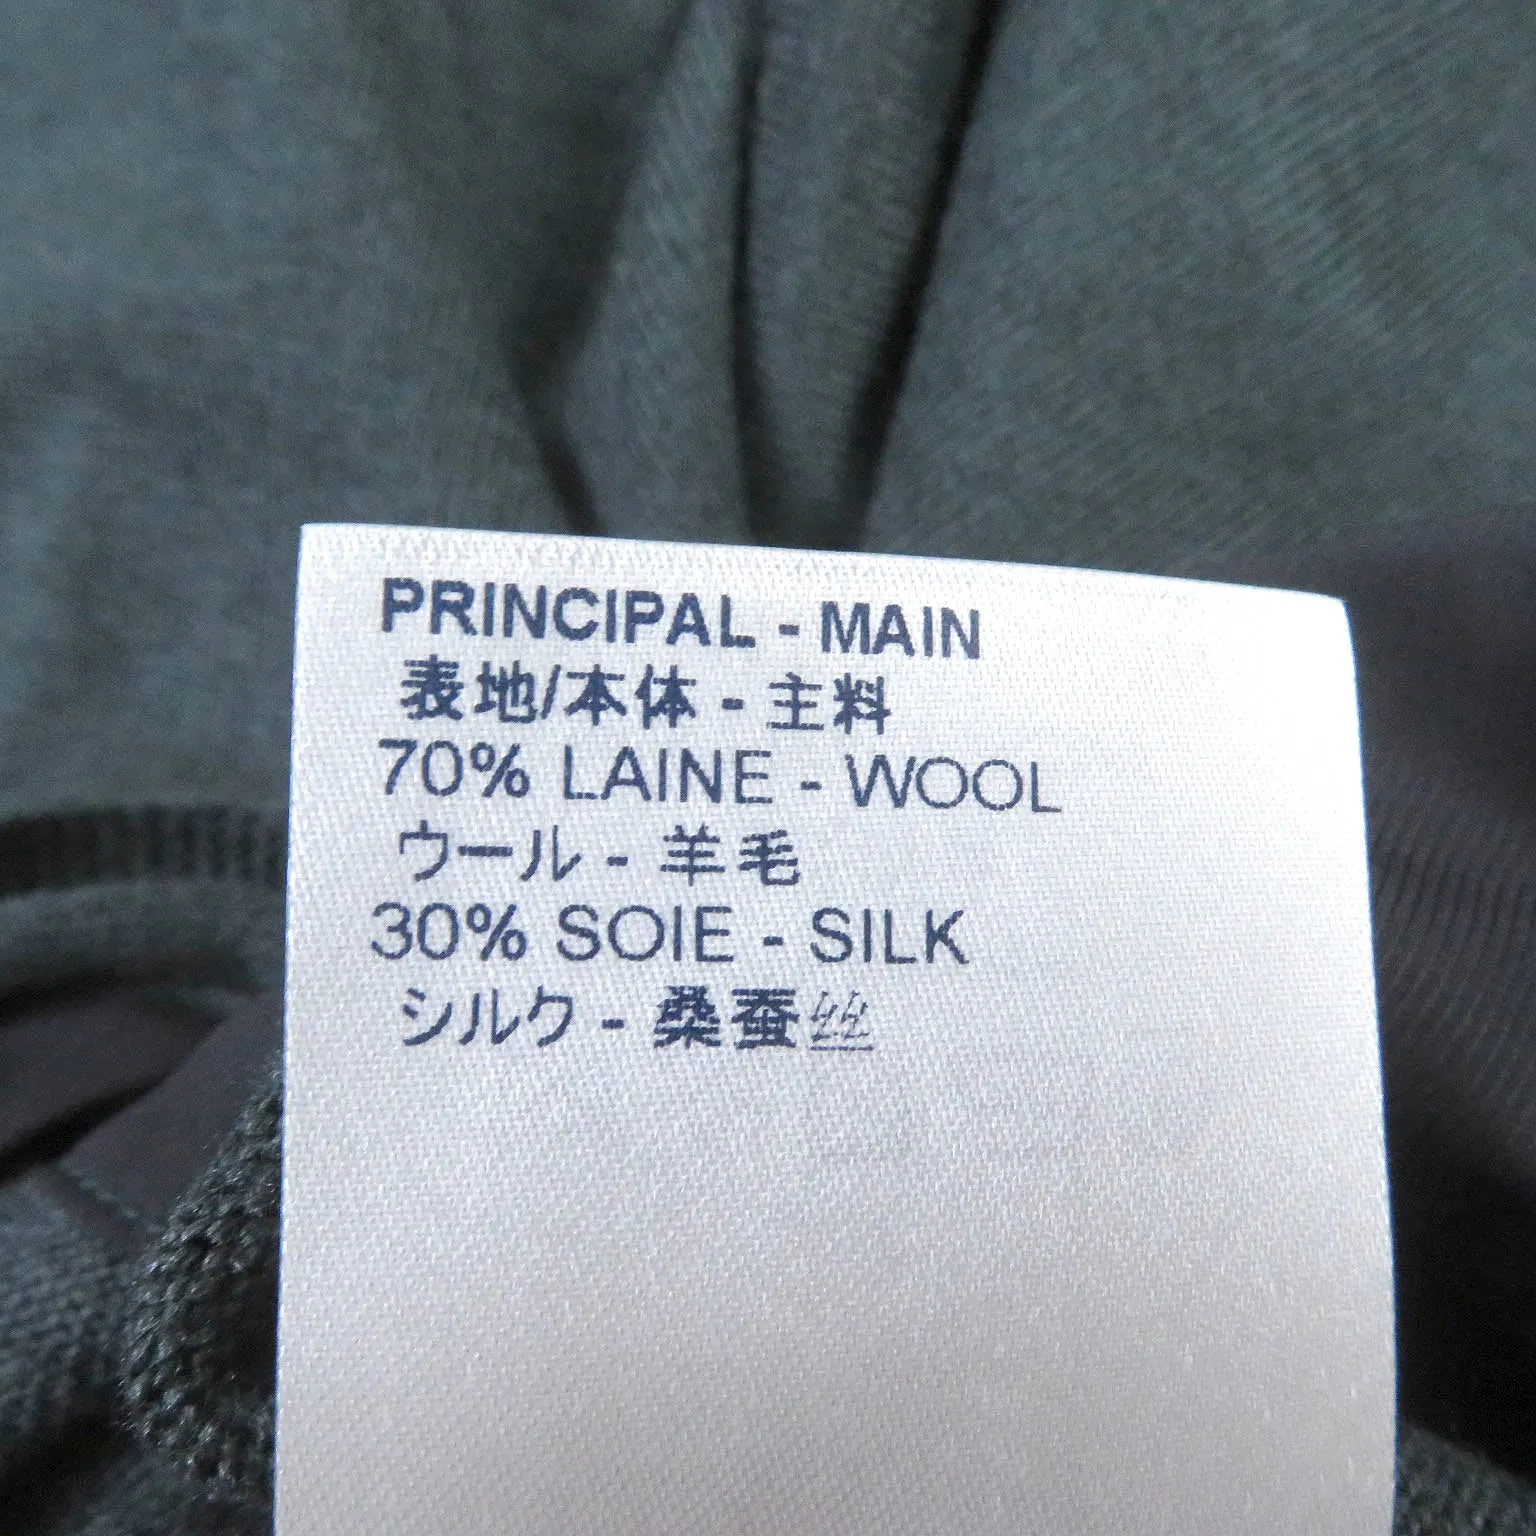 PRINCIPAL - MAIN
表地/本体 - 主料
70% LAINE - WOOL
ウール - 羊毛
30% SOIE - SILK
シルク - 桑蚕丝